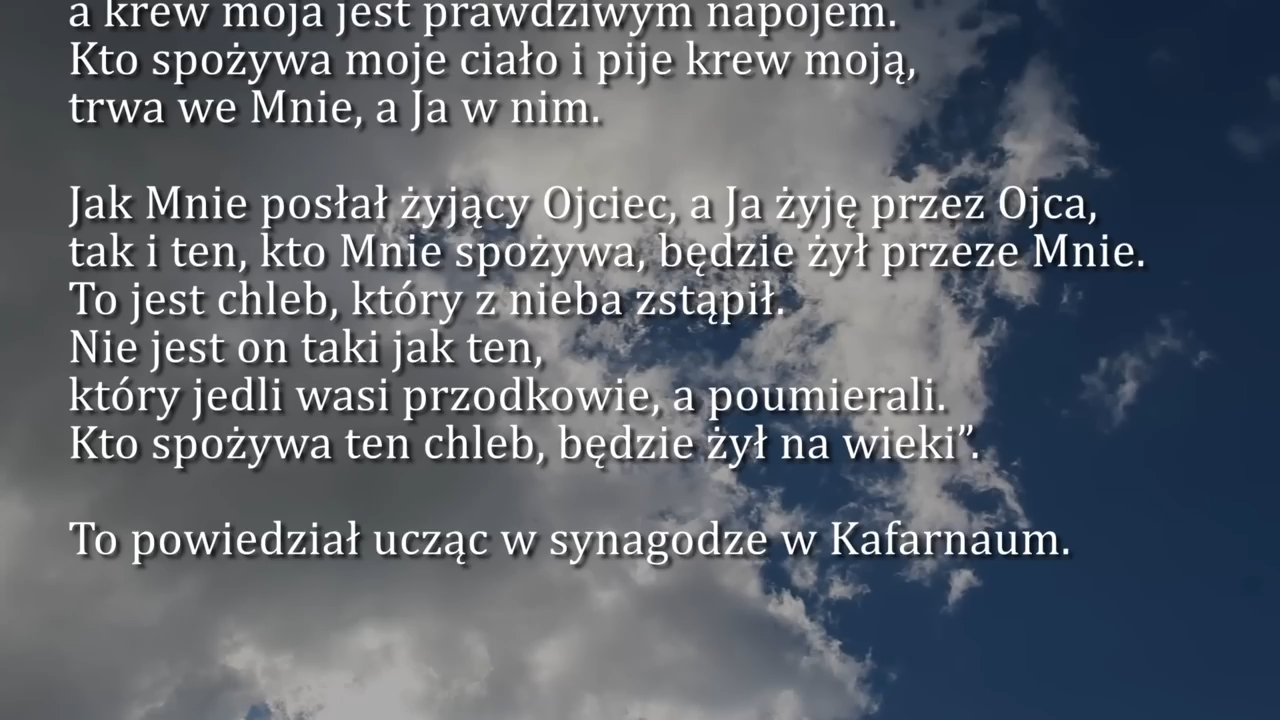 a krew moja jest prawdziwym napojem.
Kto spożywa moje ciało i pije krew moją,
trwa we Mnie, a Ja w nim.
Jak Mnie posłał żyjący Ojciec, a Ja żyję przez Ojca,
tak i ten, kto Mnie spożywa, będzie żył przeze Mnie.
To jest chleb, który z nieba zstąpił.
Nie jest on taki jak ten,
który jedli wasi przodkowie, a poumierali.
Kto spożywa ten chleb, będzie żył na wieki”.
To powiedział ucząc w synagodze w Kafarnaum.